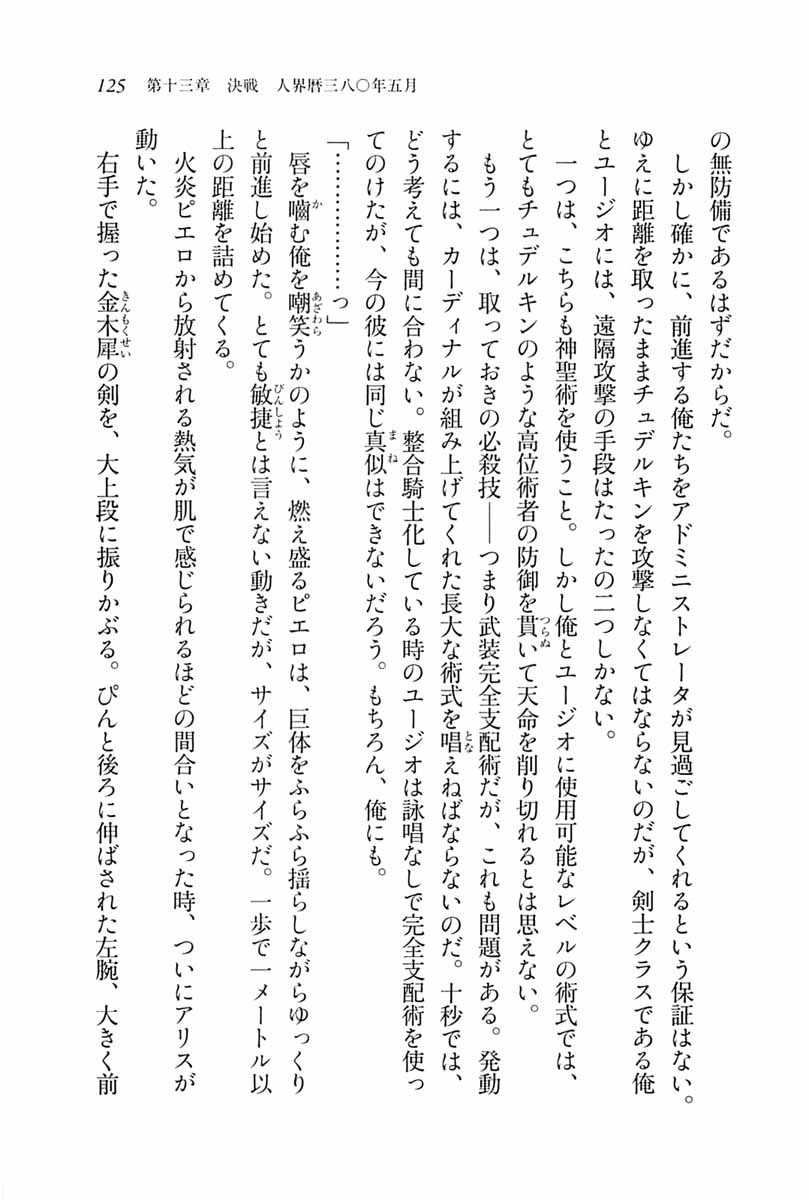 125　第十三章　決戦　人界暦三八〇年五月
の無防備であるはずだからだ。
　しかし確かに、前進する俺たちをアドミニストレータが見過ごしてくれるという保証はない。
ゆえに距離を取ったままチュデルキンを攻撃しなくてはならないのだが、剣士クラスである俺
とユージオには、遠隔攻撃の手段はたったの二つしかない。
　一つは、こちらも神聖術を使うこと。しかし俺とユージオに使用可能なレベルの術式では、
とてもチュデルキンのような高位術者の防御を貫いて天命を削り切れるとは思えない。
　もう一つは、取っておきの必殺技――つまり武装完全支配術だが、これも問題がある。発動
するには、カーディナルが組み上げてくれた長大な術式を唱えねばならないのだ。十秒では、
どう考えても間に合わない。整合騎士化している時のユージオは詠唱なしで完全支配術を使っ
てのけたが、今の彼には同じ真似はできないだろう。もちろん、俺にも。
「………………っ」
　唇を嚙む俺を嘲笑うかのように、燃え盛るピエロは、巨体をふらふら揺らしながらゆっくり
と前進し始めた。とても敏捷とは言えない動きだが、サイズがサイズだ。一歩で一メートル以
上の距離を詰めてくる。
　火炎ピエロから放射される熱気が肌で感じられるほどの間合いとなった時、ついにアリスが
動いた。
　右手で握った金木犀の剣を、大上段に振りかぶる。ぴんと後ろに伸ばされた左腕、大きく前